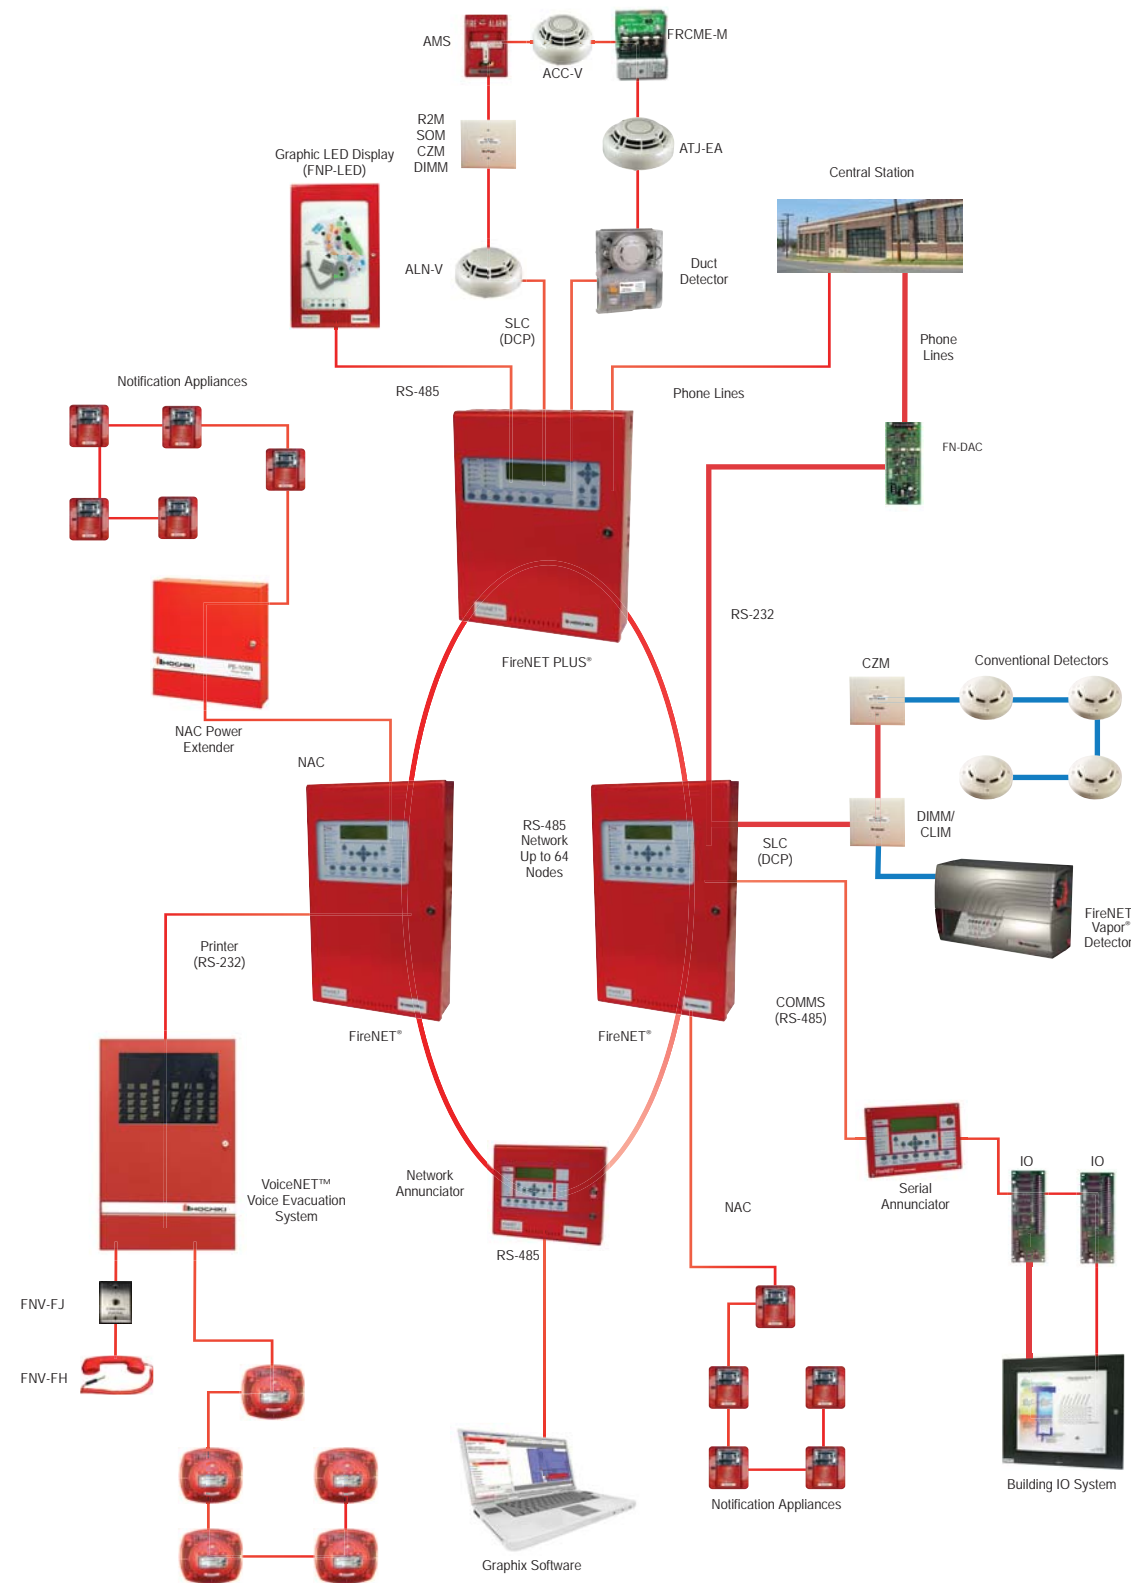 AMS
FIRE ALARM
ACC-V
FRCME-M
R2M
SOM
CZM
DIMM
ATJ-EA
Graphic LED Display
(FNP-LED)
Central Station
ALN-V
Duct
Detector
SLC
(DCP)
Phone
Lines
Notification Appliances
RS-485
Phone Lines
FN-DAC
RS-232
FireNET PLUS®
CZM
Conventional Detectors
HOCHIKI
NAC Power
Extender
NAC
RS-485
Network
Up to 64
Nodes
DIMM/
CLIM
SLC
(DCP)
FireNET
Vapor®
Detector
Printer
(RS-232)
COMMS
(RS-485)
FireNET®
FireNET®
Network
Annunciator
VoiceNET™
Voice Evacuation
System
HOCHIKI
IO
IO
Serial
Annunciator
NAC
RS-485
FNV-FJ
FNV-FH
Building IO System
Notification Appliances
Graphix Software